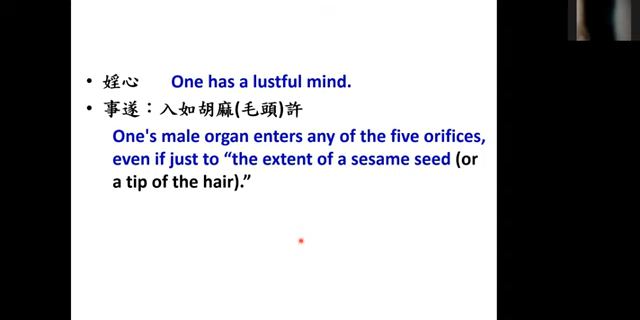 • 婬心 One has a lustful mind.
• 事遂：入如胡麻(毛頭)許
One's male organ enters any of the five orifices,
even if just to “the extent of a sesame seed (or
a tip of the hair).”